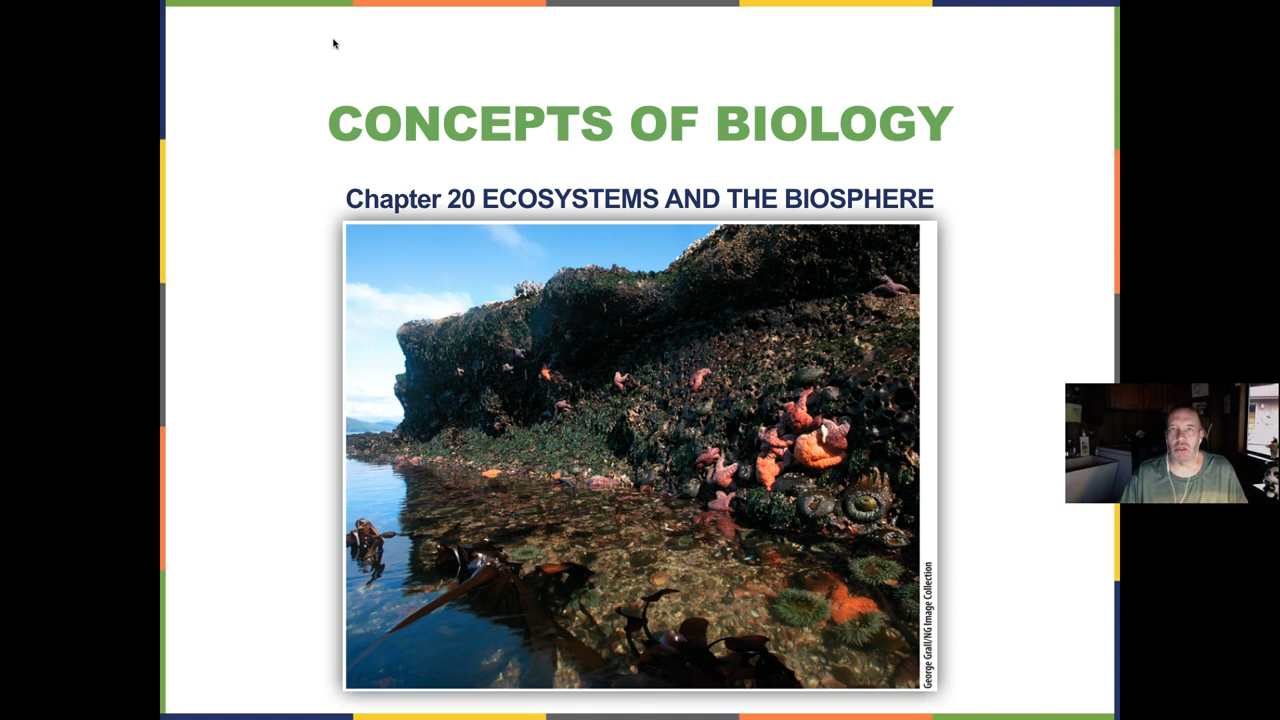 CONCEPTS OF BIOLOGY
Chapter 20 ECOSYSTEMS AND THE BIOSPHERE
George Grall/NG Image Collection